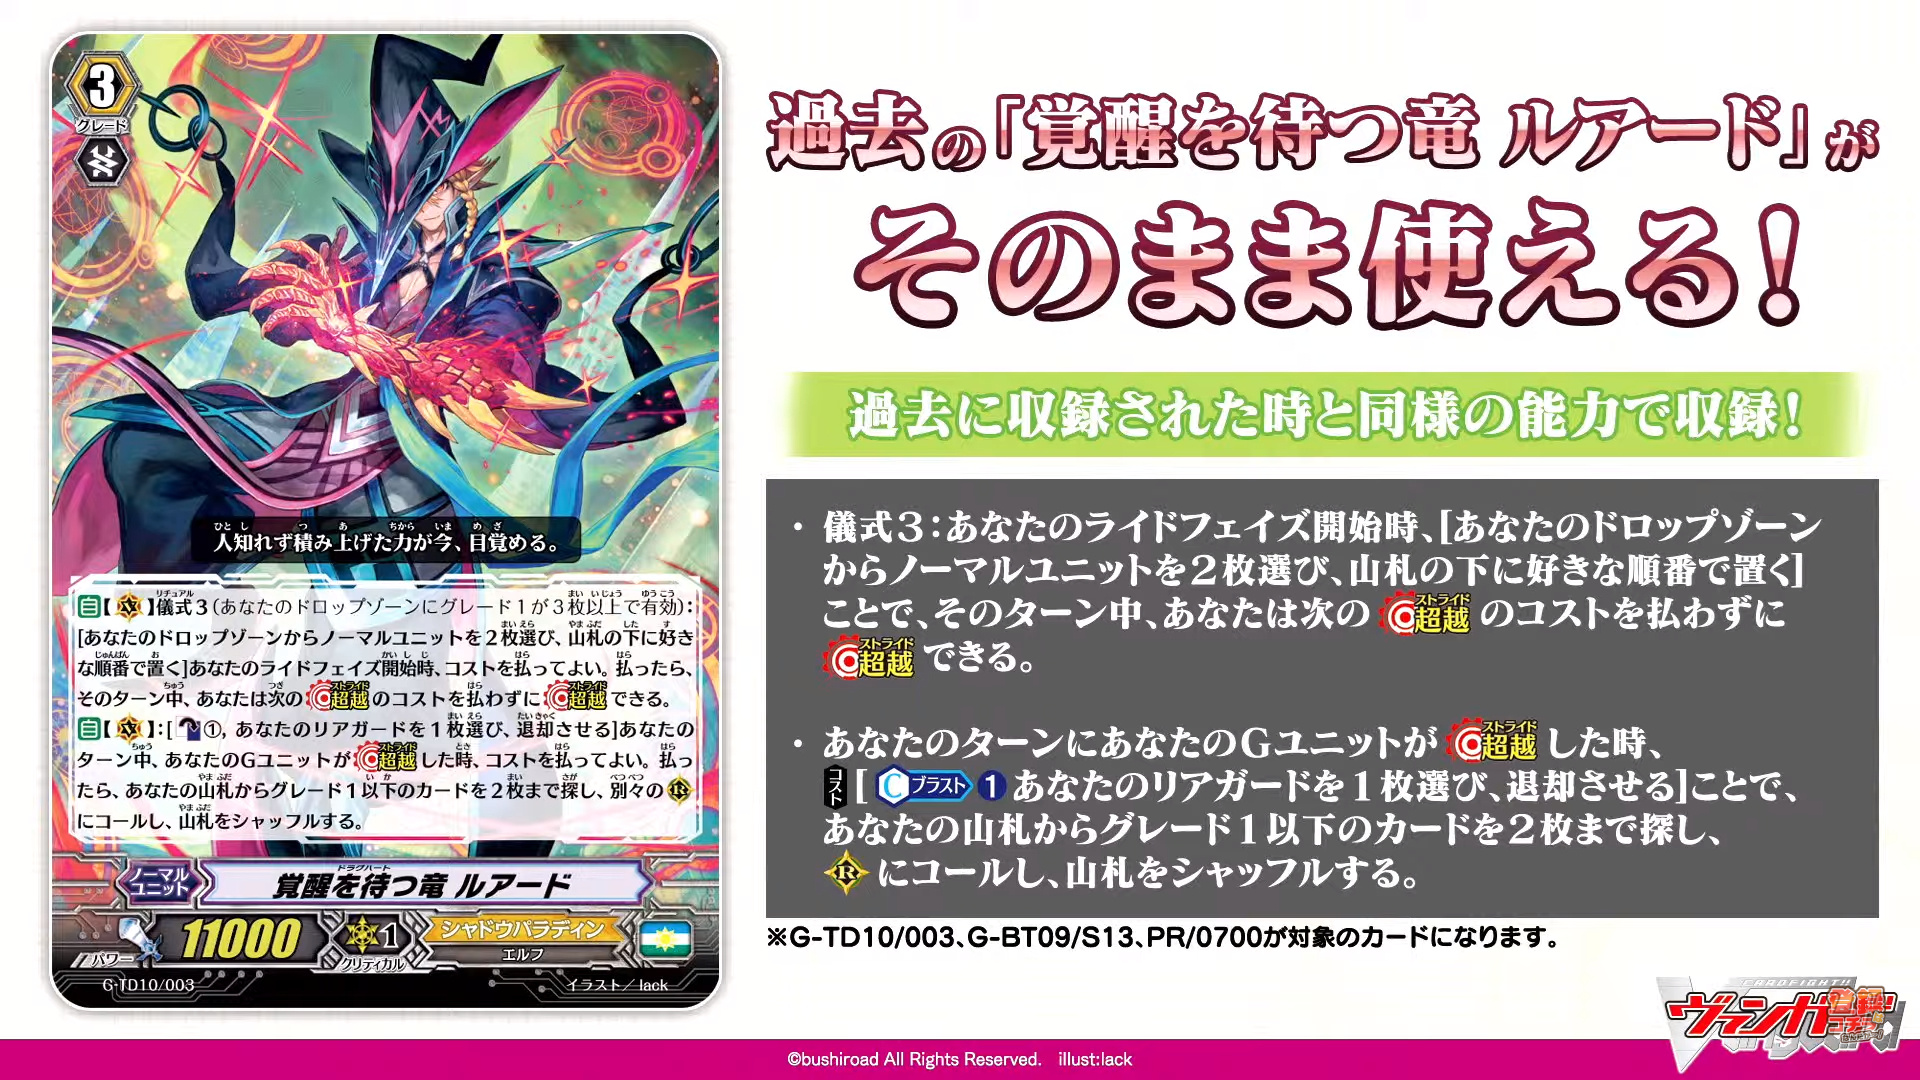 3
グレード
人知れず積み上げた力が今、目覚める。
自【V】儀式3(あなたのドロップゾーンにグレード1が3枚以上で有効):
[あなたのドロップゾーンからノーマルユニットを2枚選び、山札の下に好き
な順番で置く]あなたのライドフェイズ開始時、コストを払ってよい。払ったら、
そのターン中、あなたは次の超越のコストを払わずに超越できる。
自【V】:[①, あなたのリアガードを1枚選び、退却させる]あなたの
ターン中、あなたのGユニットが超越した時、コストを払ってよい。払っ
たら、あなたの山札からグレード1以下のカードを2枚まで探し、別々のR
にコールし、山札をシャッフルする。
ノーマル
ユニット
ドラグハート
覚醒を待つ竜 ルアード
パワー 11000
1
クリティカル
シャドウパラディン
エルフ
G-TD10/003
イラスト／lack
過去の「覚醒を待つ竜 ルアード」が
そのまま使える!
過去に収録された時と同様の能力で収録!
・儀式3:あなたのライドフェイズ開始時、[あなたのドロップゾーン
からノーマルユニットを2枚選び、山札の下に好きな順番で置く]
ことで、そのターン中、あなたは次の 超越 のコストを払わずに
超越 できる。
・あなたのターンにあなたのGユニットが 超越 した時、
コスト[Cブラスト1 あなたのリアガードを1枚選び、退却させる]ことで、
あなたの山札からグレード1以下のカードを2枚まで探し、
R にコールし、山札をシャッフルする。
※G-TD10/003、G-BT09/S13、PR/0700が対象のカードになります。
CARDFIGHT!!
ヴァンガ
©bushiroad All Rights Reserved. illust:lack